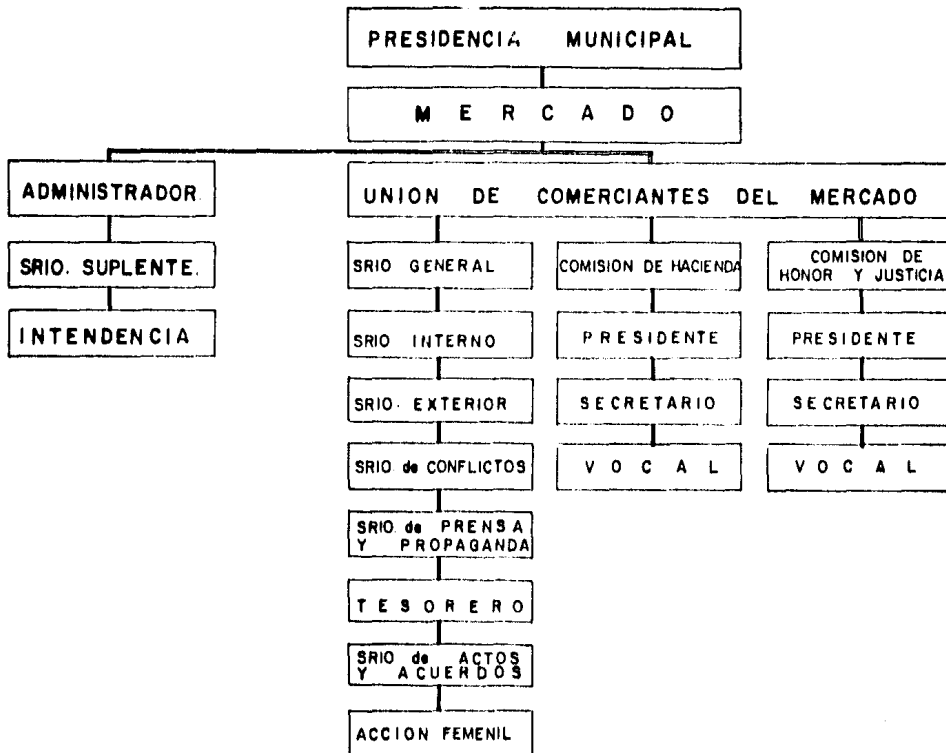 PRESIDENCIA MUNICIPAL
MERCADO
ADMINISTRADOR
SRIO. SUPLENTE.
INTENDENCIA
UNION DE COMERCIANTES DEL MERCADO
SRIO GENERAL
SRIO INTERNO
SRIO. EXTERIOR
SRIO. de CONFLICTOS
SRIO. de PRENSA
Y PROPAGANDA
TESORERO
SRIO de ACTOS
Y ACUERDOS
ACCION FEMENIL
COMISION DE HACIENDA
PRESIDENTE
SECRETARIO
VOCAL
COMISION DE
HONOR Y JUSTICIA
PRESIDENTE
SECRETARIO
VOCAL